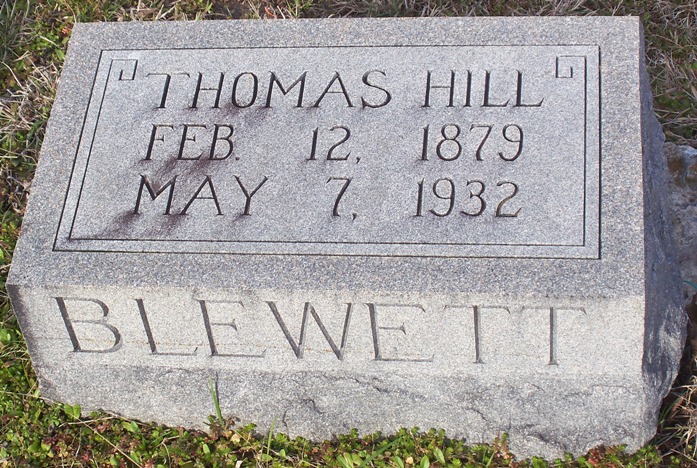 THOMAS HILL
FEB. 12, 1879
MAY 7, 1932
BLEWETT